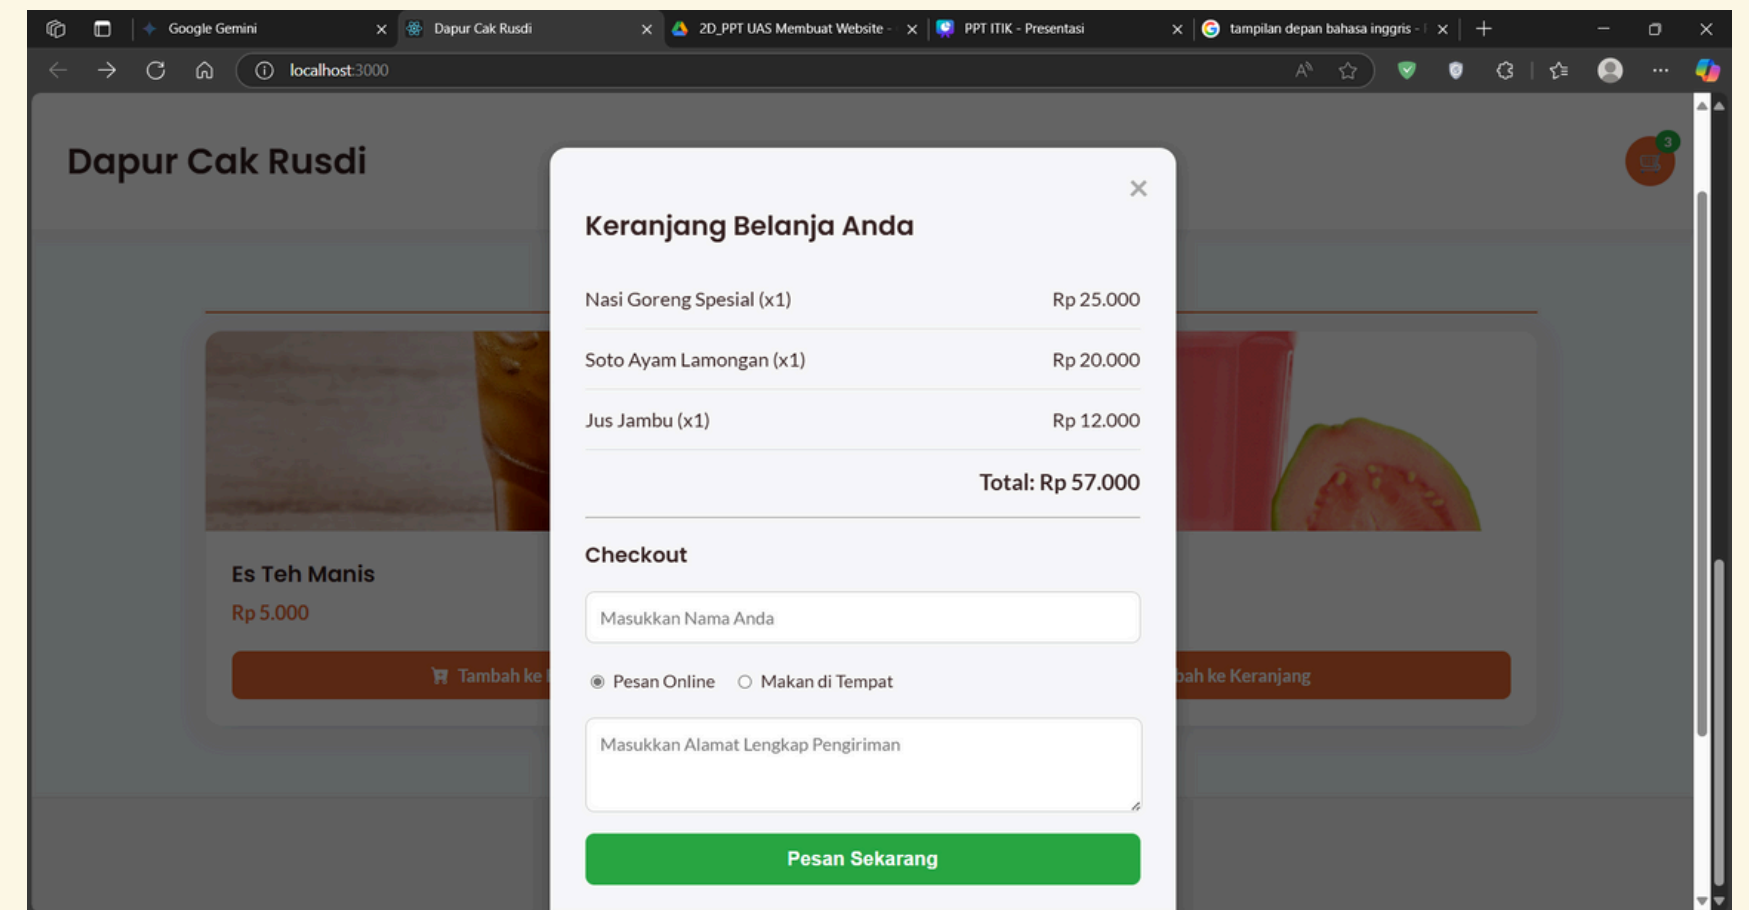 Google Gemini
Dapur Cak Rusdi
2D_PPT UAS Membuat Website -
PPT ITIK - Presentasi
tampilan depan bahasa inggris -
localhost:3000
Dapur Cak Rusdi
3
Keranjang Belanja Anda
Nasi Goreng Spesial (x1) Rp 25.000
Soto Ayam Lamongan (x1) Rp 20.000
Jus Jambu (x1) Rp 12.000
Total: Rp 57.000
Checkout
Masukkan Nama Anda
Pesan Online Makan di Tempat
Masukkan Alamat Lengkap Pengiriman
Pesan Sekarang
Es Teh Manis
Rp 5.000
Tambah ke
bah ke Keranjang